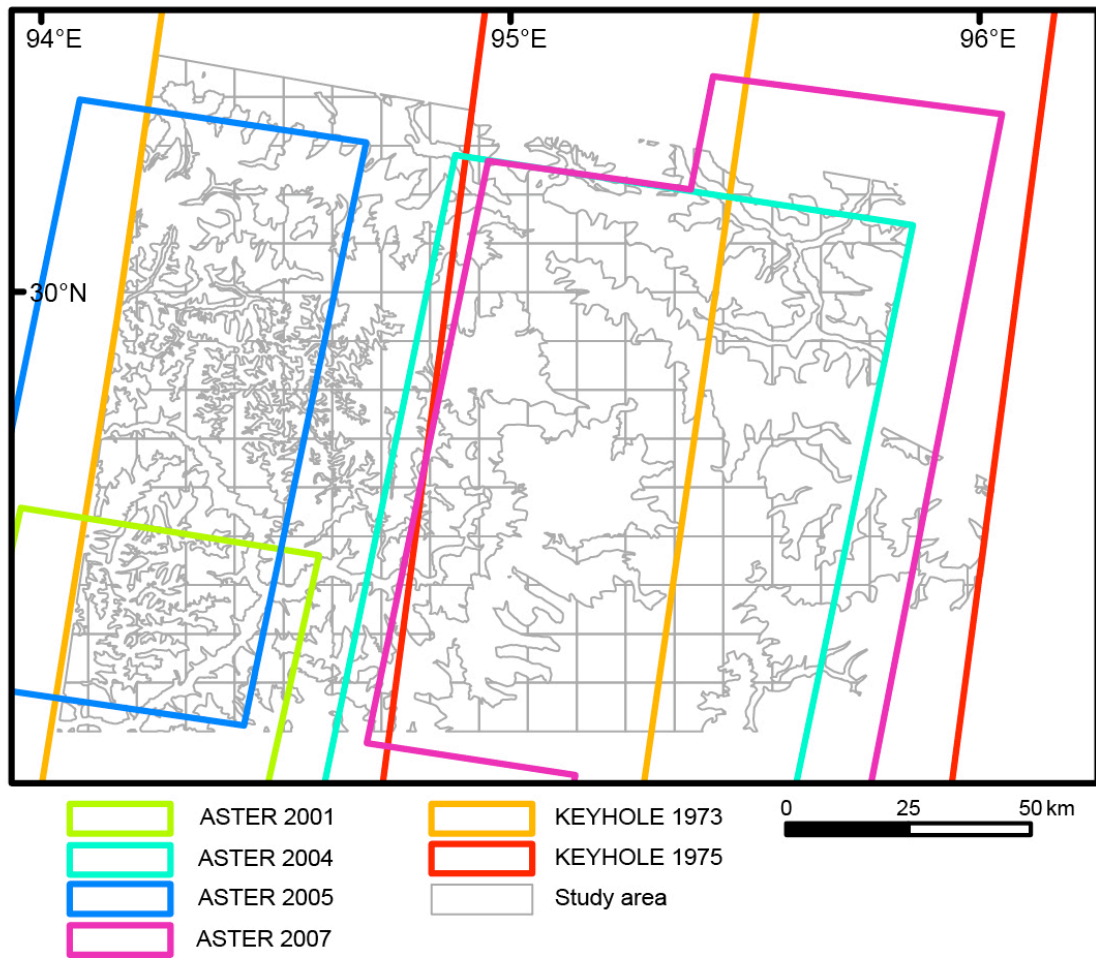 94°E
95°E
96°E
30°N
ASTER 2001
ASTER 2004
ASTER 2005
ASTER 2007
KEYHOLE 1973
KEYHOLE 1975
Study area
0 25 50 km